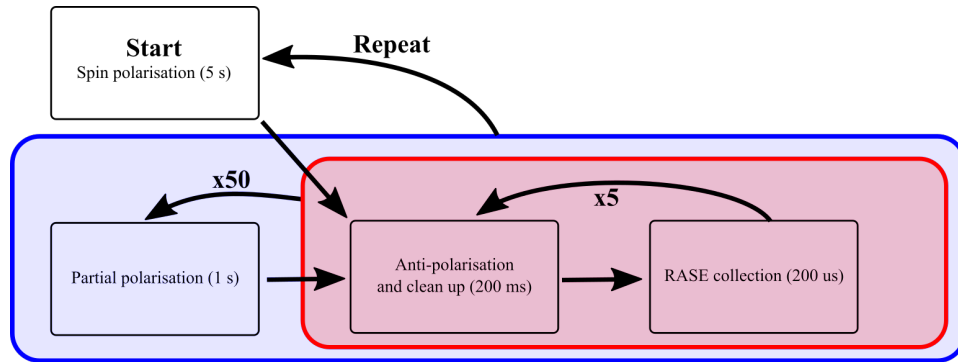 Start
Spin polarisation (5 s)
Repeat
x50
x5
Partial polarisation (1 s)
Anti-polarisation
and clean up (200 ms)
RASE collection (200 us)